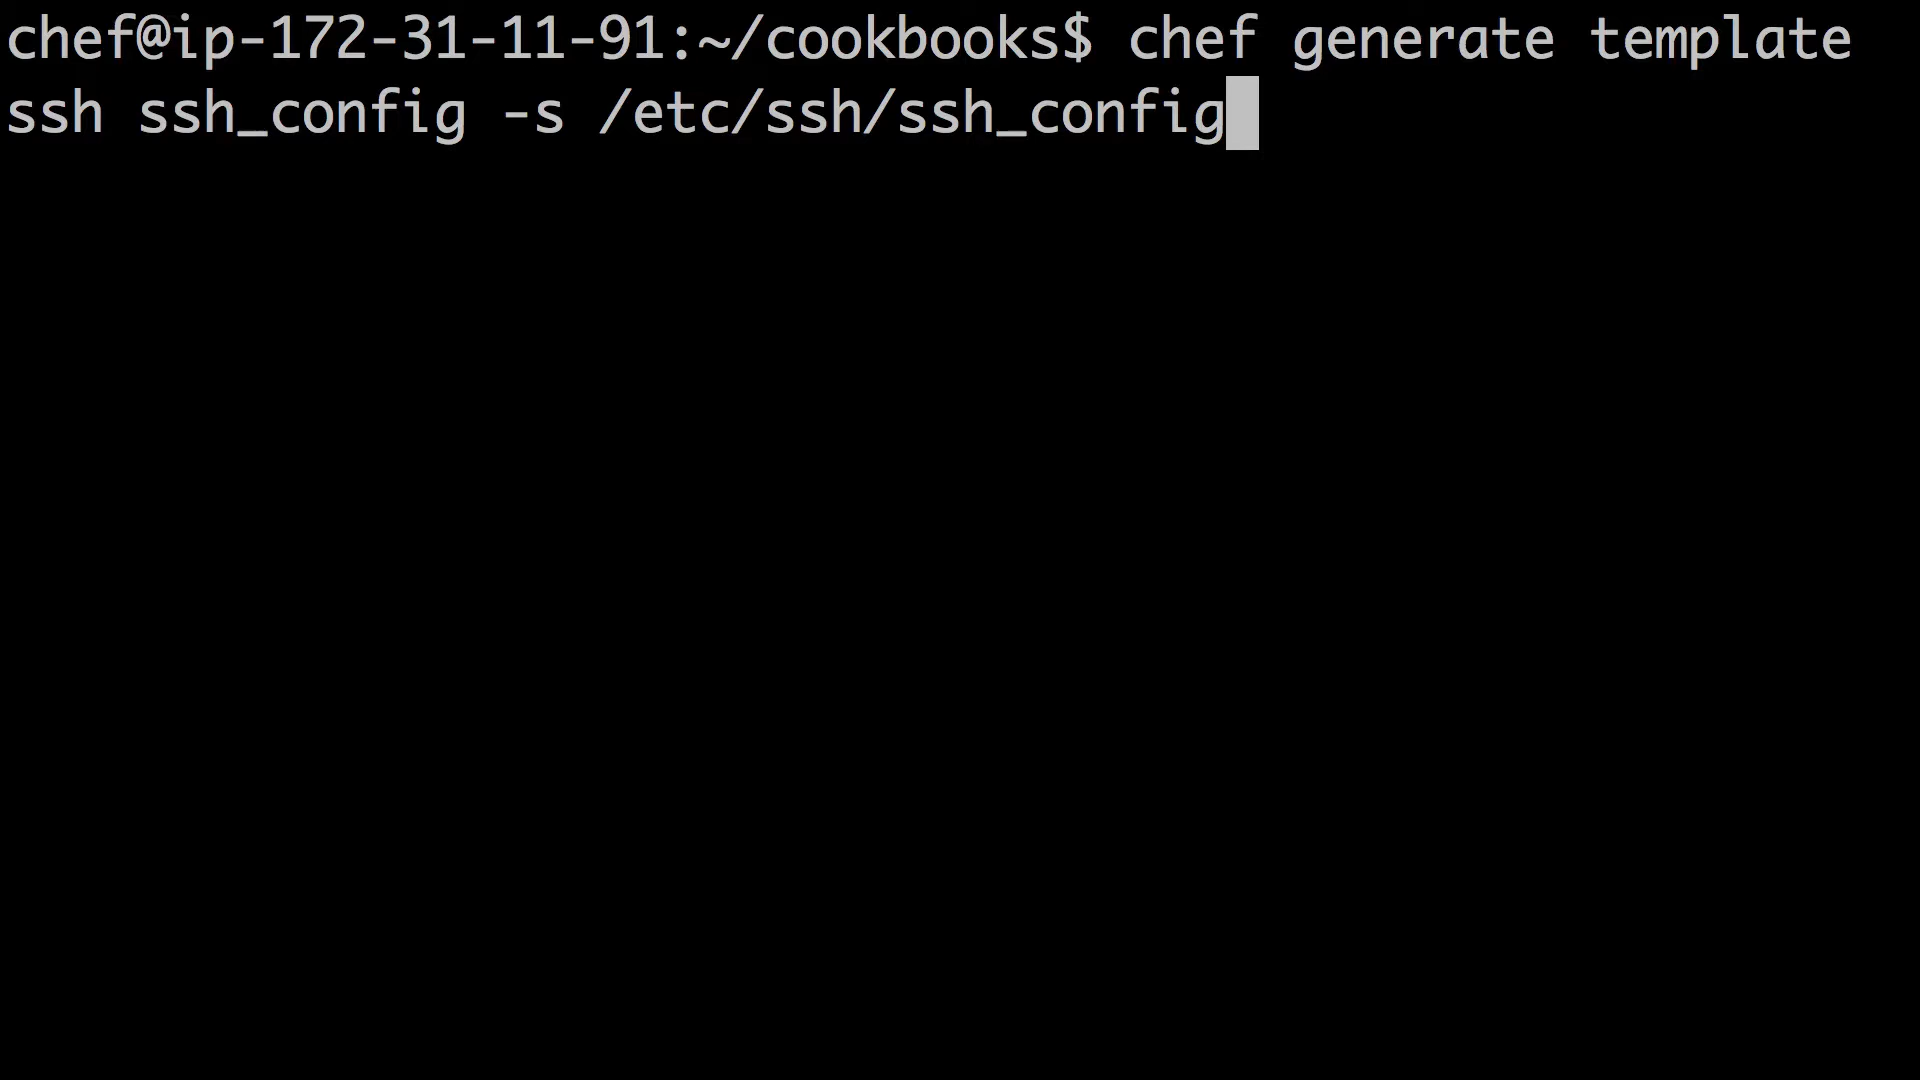 chef@ip-172-31-11-91:~/cookbooks$ chef generate template
ssh ssh_config -s /etc/ssh/ssh_config